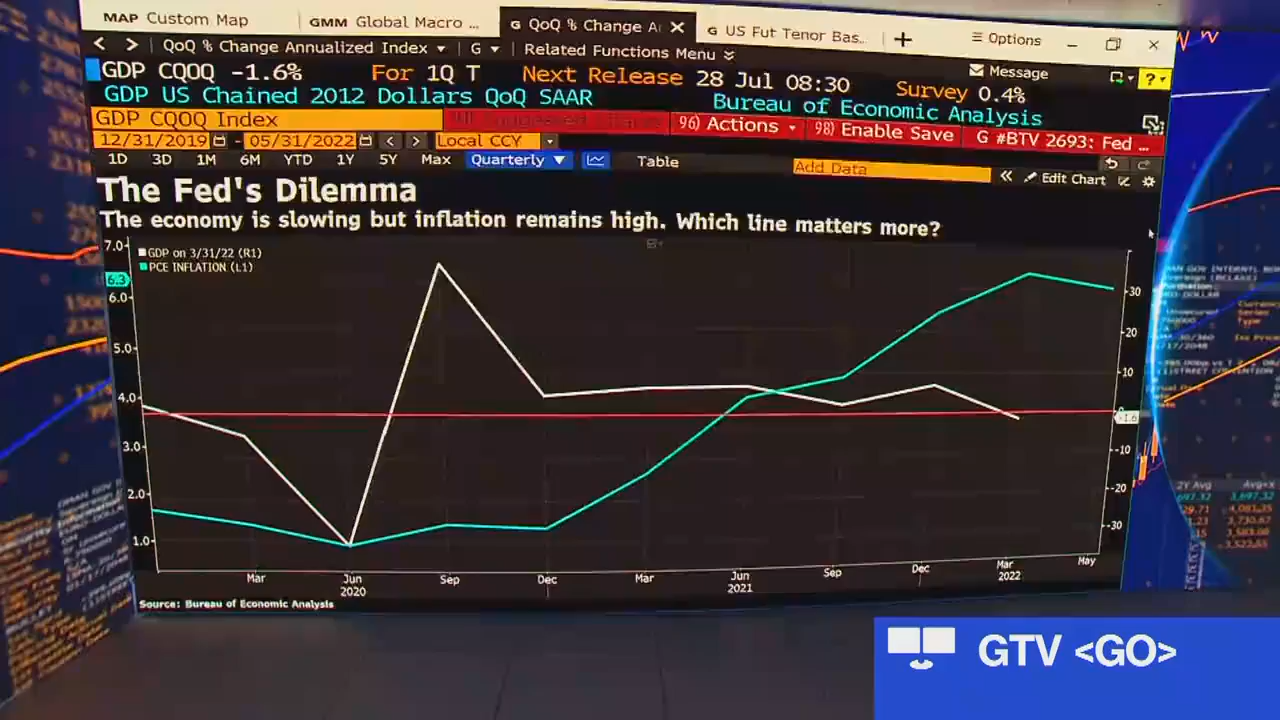 MAP Custom Map
GMM Global Macro ...
G QoQ % Change A
G US Fut Tenor Bas..
Options
QoQ % Change Annualized Index
G
Related Functions Menu
Message
GDP CQOQ -1.6% For 1Q T Next Release 28 Jul 08:30 Survey 0.4%
GDP US Chained 2012 Dollars QoQ SAAR Bureau of Economic Analysis
GDP CQOQ Index
96) Actions
98) Enable Save
G #BTV 2693: Fed ...
12/31/2019 - 05/31/2022
Local CCY
1D 3D 1M 6M YTD 1Y 5Y Max Quarterly Table
Add Data
Edit Chart
The Fed's Dilemma
The economy is slowing but inflation remains high. Which line matters more?
GDP on 3/31/22 (R1)
PCE INFLATION (L1)
7.0
6.3
6.0
5.0
4.0
3.0
2.0
1.0
30
20
10
0
-1.6
-10
-20
-30
Mar Jun Sep Dec Mar Jun Sep Dec Mar May
2020 2021 2022
Source: Bureau of Economic Analysis
GTV <GO>